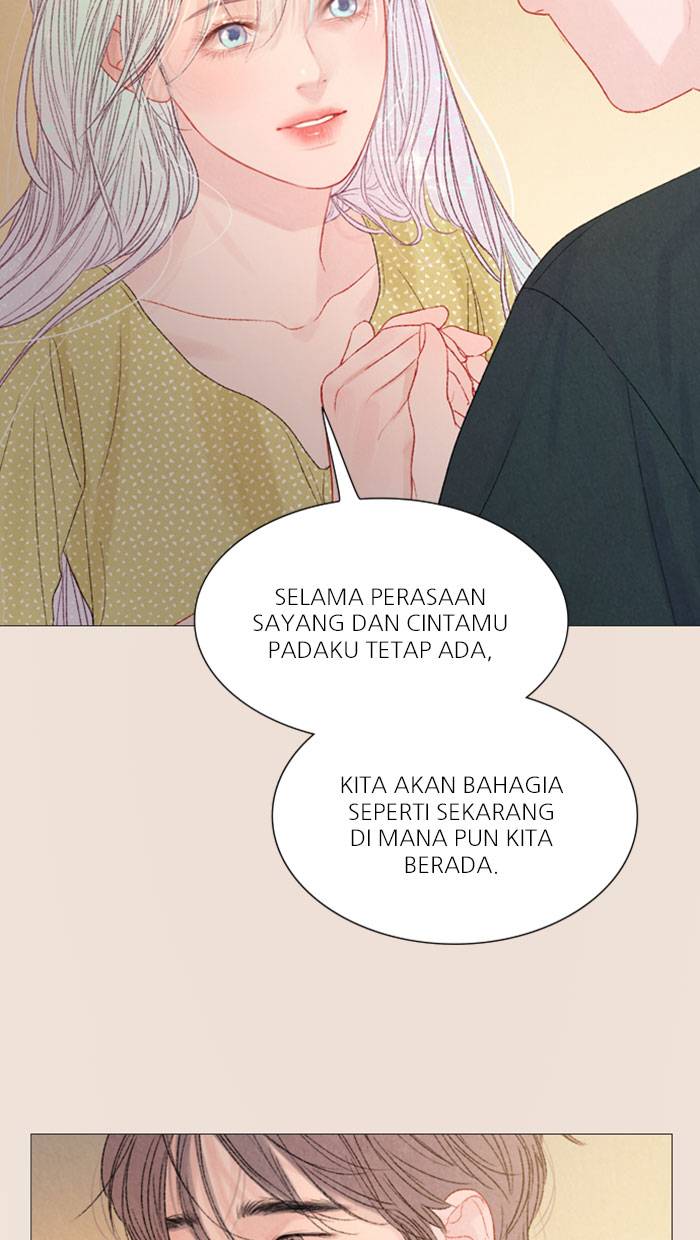 SELAMA PERASAAN
SAYANG DAN CINTAMU
PADAKU TETAP ADA,
KITA AKAN BAHAGIA
SEPERTI SEKARANG
DI MANA PUN KITA
BERADA.